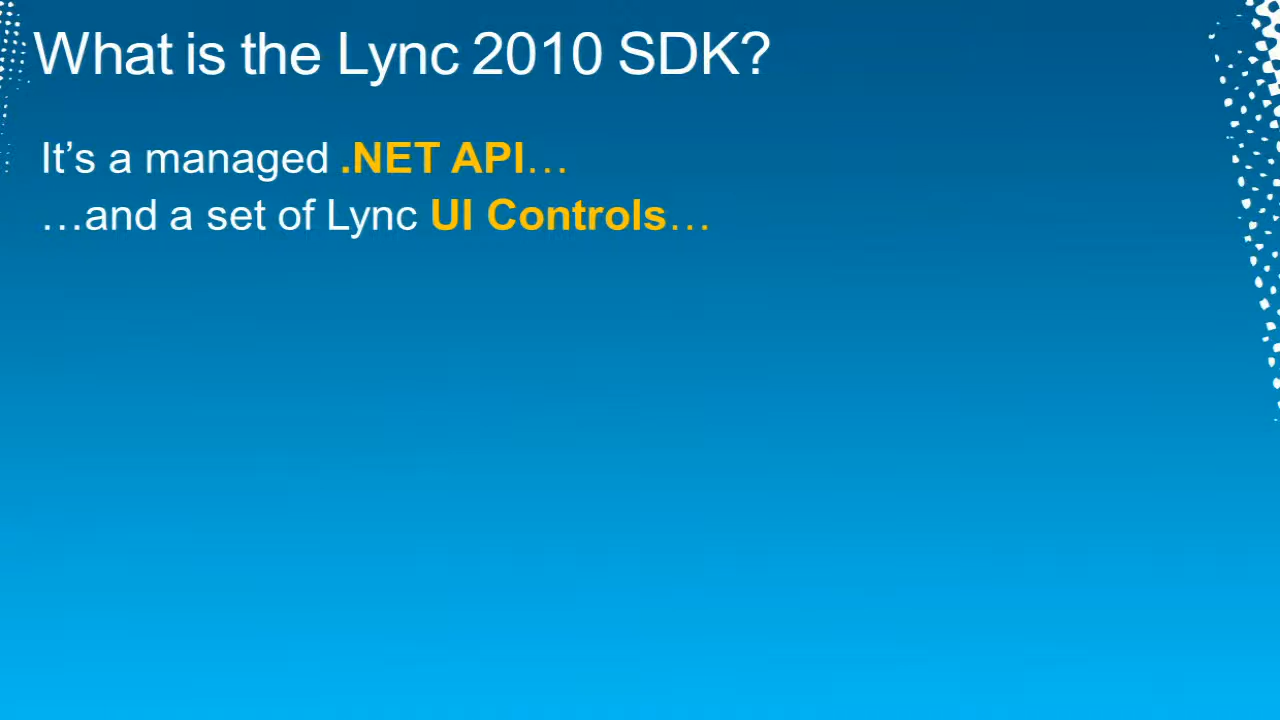 What is the Lync 2010 SDK?
It’s a managed .NET API…
…and a set of Lync UI Controls…